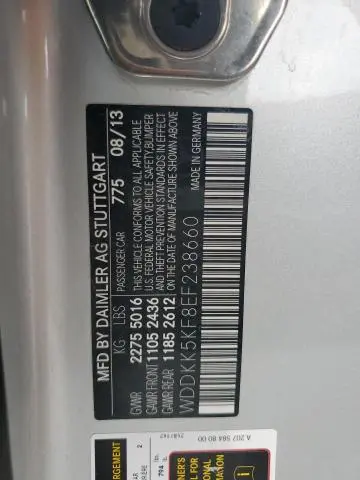 MFD BY DAIMLER AG STUTTGART
PASSENGER CAR 775 08/13
KG LBS THIS VEHICLE CONFORMS TO ALL APPLICABLE
GVWR 2275 5016 U.S. FEDERAL MOTOR VEHICLE SAFETY,BUMPER
GAWR FRONT 1105 2436 AND THEFT PREVENTION STANDARDS IN EFFECT
GAWR REAR 1185 2612 ON THE DATE OF MANUFACTURE SHOWN ABOVE
MADE IN GERMANY
WDDKK5KF8EF238660
A 207 584 80 00
2
794